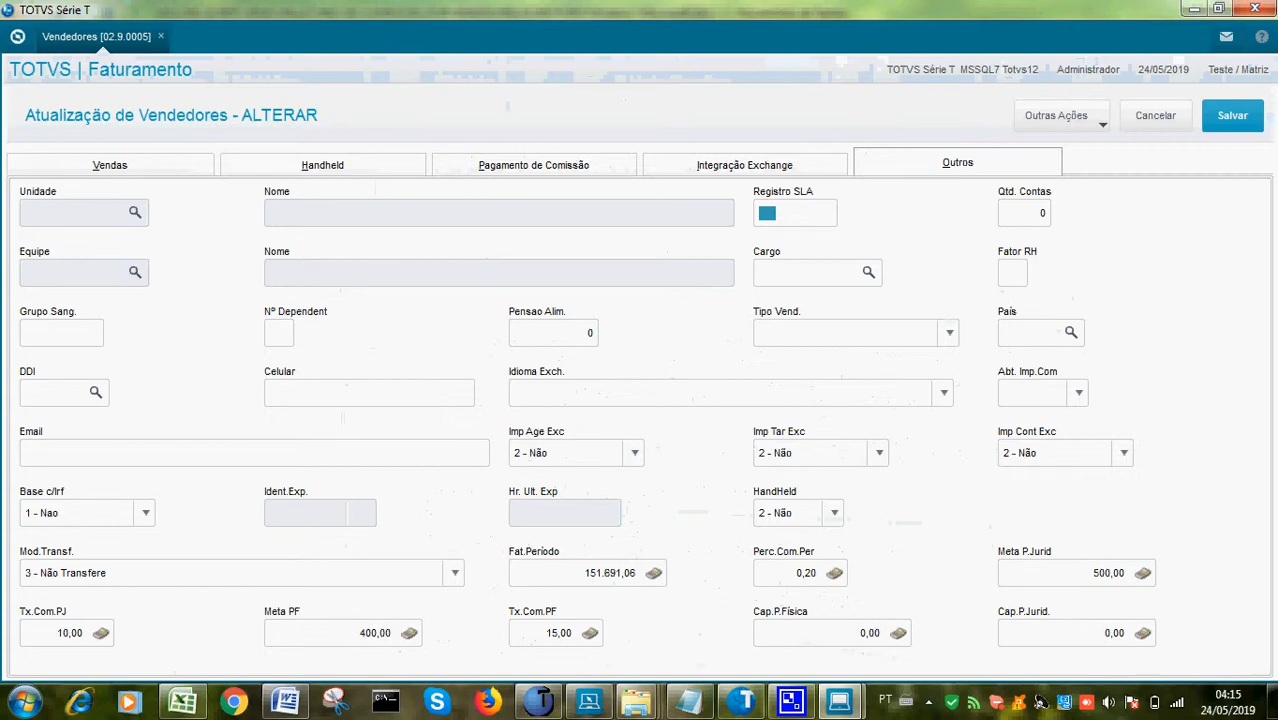 TOTVS Série T
Vendedores [02.9.0005] ×
TOTVS | Faturamento
TOTVS Série T MSSQL7 Totvs12 Administrador 24/05/2019 Teste / Matriz
Atualização de Vendedores - ALTERAR
Outras Ações Cancelar Salvar
Vendas Handheld Pagamento de Comissão Integração Exchange Outros
Unidade Nome Registro SLA Qtd. Contas
0
Equipe Nome Cargo Fator RH
Grupo Sang. Nº Dependent Pensao Alim. Tipo Vend. País
0
DDI Celular Idioma Exch. Abt. Imp.Com
Email Imp Age Exc Imp Tar Exc Imp Cont Exc
2 - Não 2 - Não 2 - Não
Base c/Irf Ident.Exp. Hr. Ult. Exp HandHeld
1 - Nao 2 - Não
Mod.Transf. Fat.Período Perc.Com.Per Meta P.Jurid
3 - Não Transfere 151.691,06 0,20 500,00
Tx.Com.PJ Meta PF Tx.Com.PF Cap.P.Física Cap.P.Jurid.
10,00 400,00 15,00 0,00 0,00
PT 04:15
24/05/2019